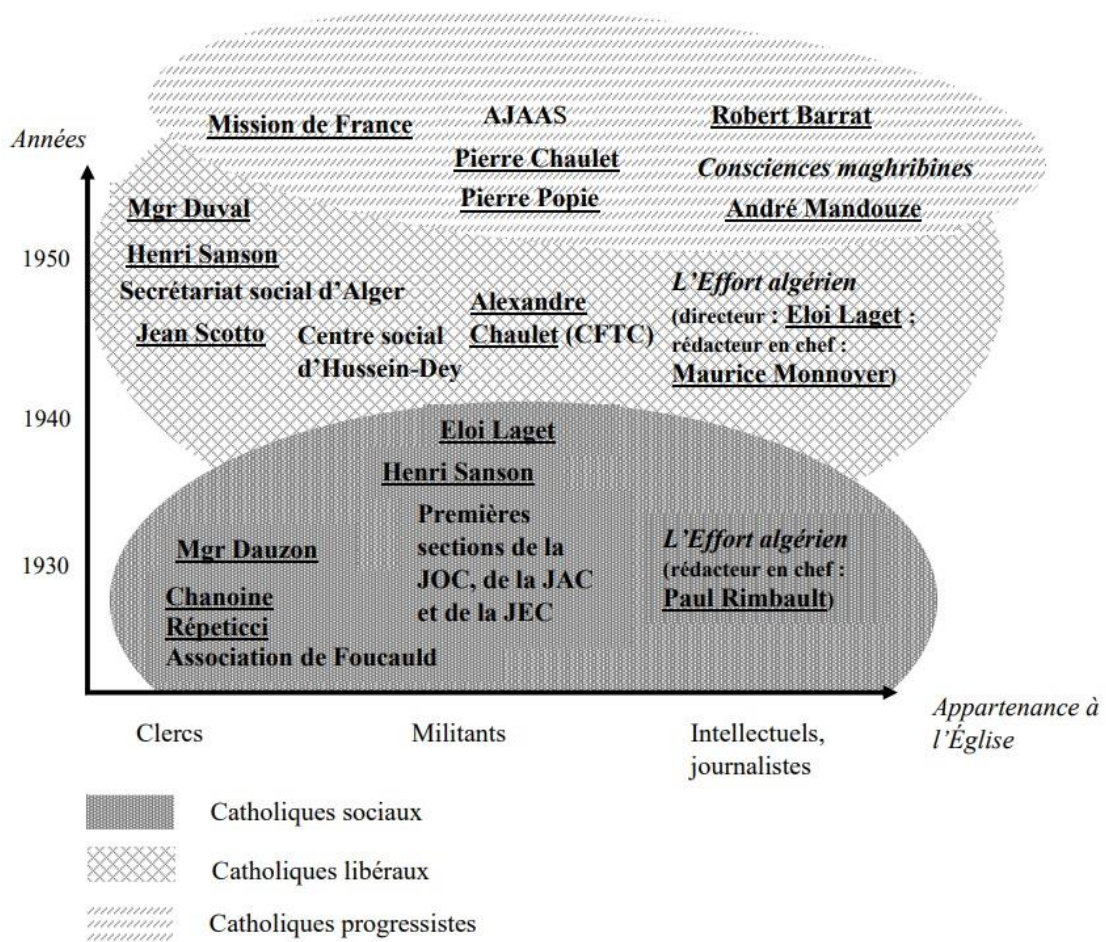 Années
Mission de France
AJAAS
Robert Barrat
Pierre Chaulet
Consciences maghribines
Pierre Popie
André Mandouze
Mgr Duval
1950
Henri Sanson
Secrétariat social d’Alger
Jean Scotto
Centre social
d’Hussein-Dey
Alexandre
Chaulet (CFTC)
L’Effort algérien
(directeur : Eloi Laget ;
rédacteur en chef :
Maurice Monnoyer)
1940
Eloi Laget
Henri Sanson
Premières
sections de la
JOC, de la JAC
et de la JEC
1930
Mgr Dauzon
Chanoine
Répeticci
Association de Foucauld
L’Effort algérien
(rédacteur en chef :
Paul Rimbault)
Clercs
Militants
Intellectuels,
journalistes
Appartenance à
l’Église
Catholiques sociaux
Catholiques libéraux
Catholiques progressistes